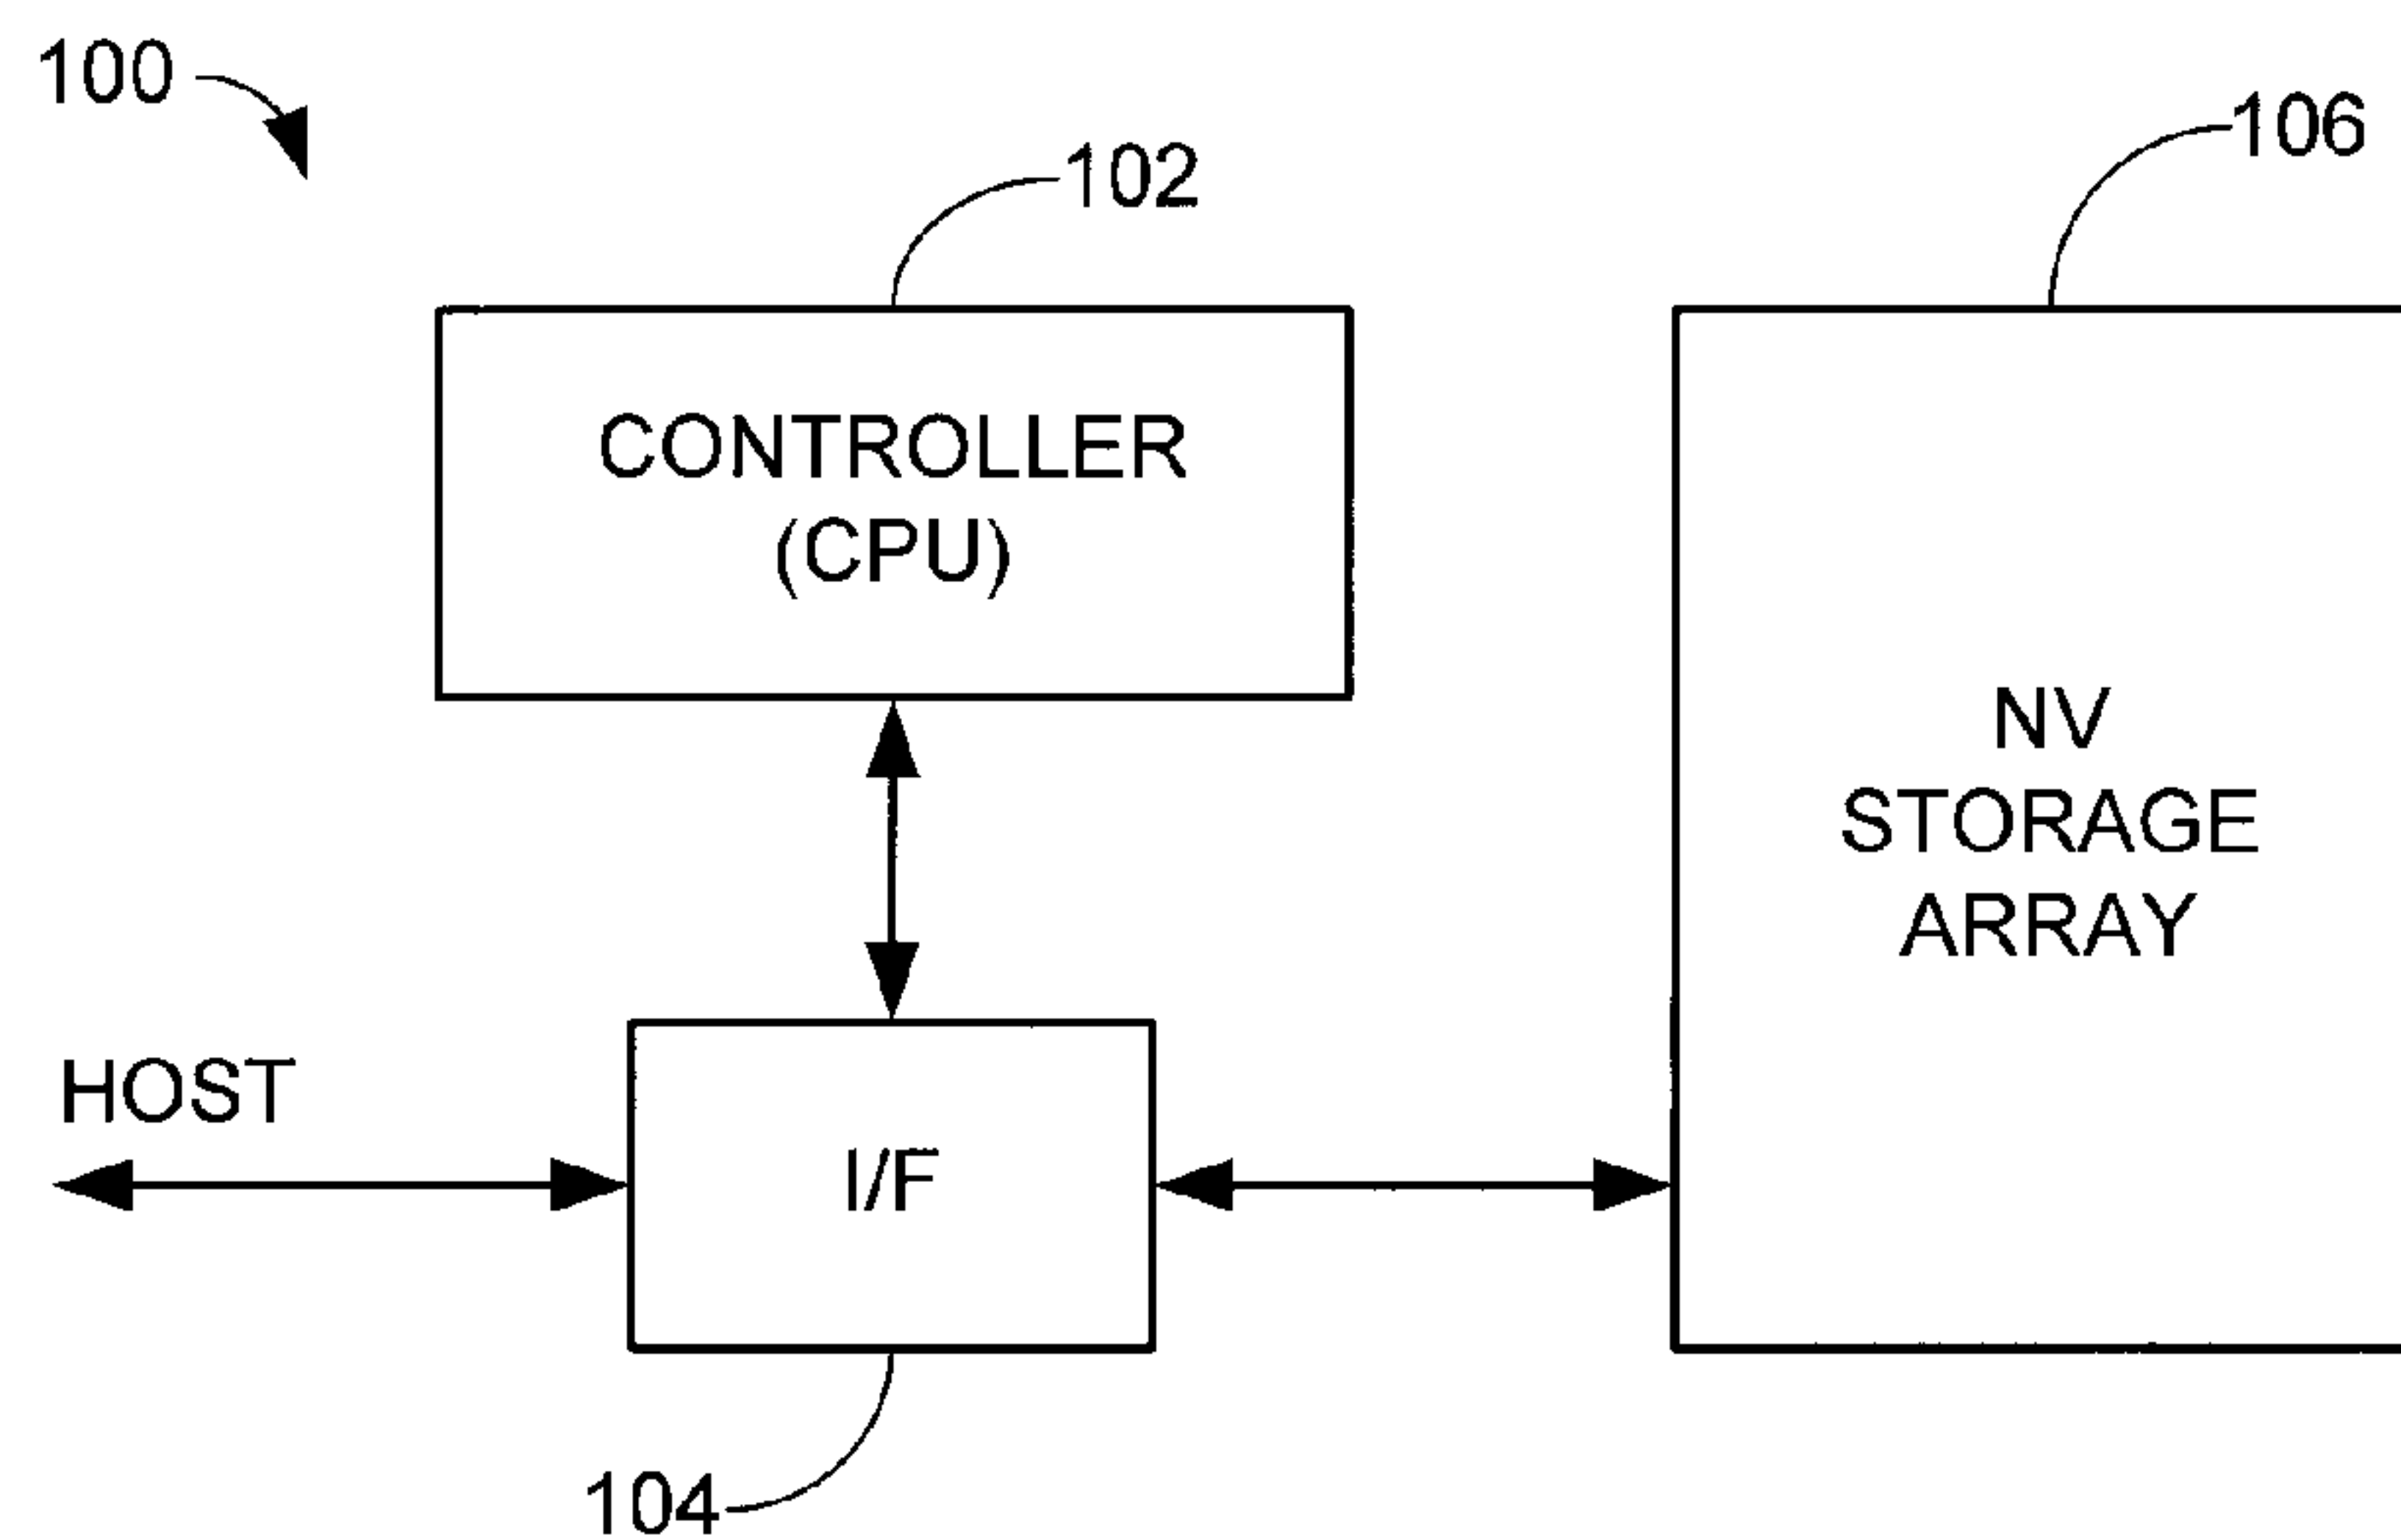 100
102
106
CONTROLLER
(CPU)
NV
STORAGE
ARRAY
HOST
I/F
104